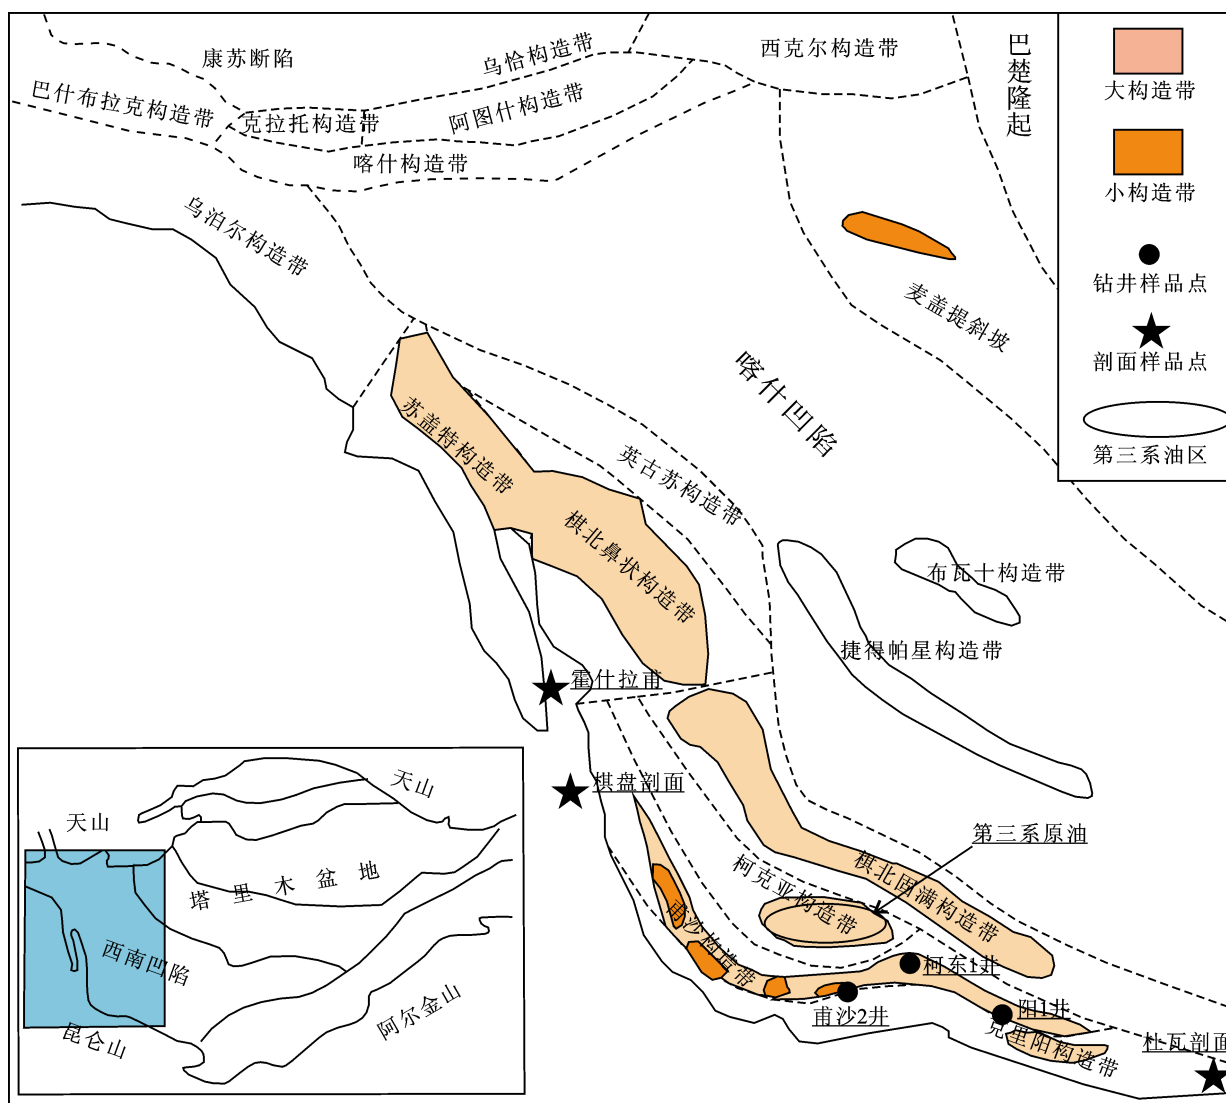 康苏断陷
乌恰构造带
西克尔构造带
巴楚隆起
巴什布拉克构造带
克拉托构造带
阿图什构造带
喀什构造带
乌泊尔构造带
麦盖提斜坡
喀什凹陷
苏盖特构造带
英古苏构造带
棋北鼻状构造带
布瓦十构造带
捷得帕星构造带
霍什拉甫
棋盘剖面
第三系原油
柯克亚构造带
棋北固满构造带
甫沙构造带
柯东1井
甫沙2井
阳1井
克里阳构造带
杜瓦剖面
大构造带
小构造带
钻井样品点
剖面样品点
第三系油区
天山
天山
塔里木盆地
西南凹陷
昆仑山
阿尔金山